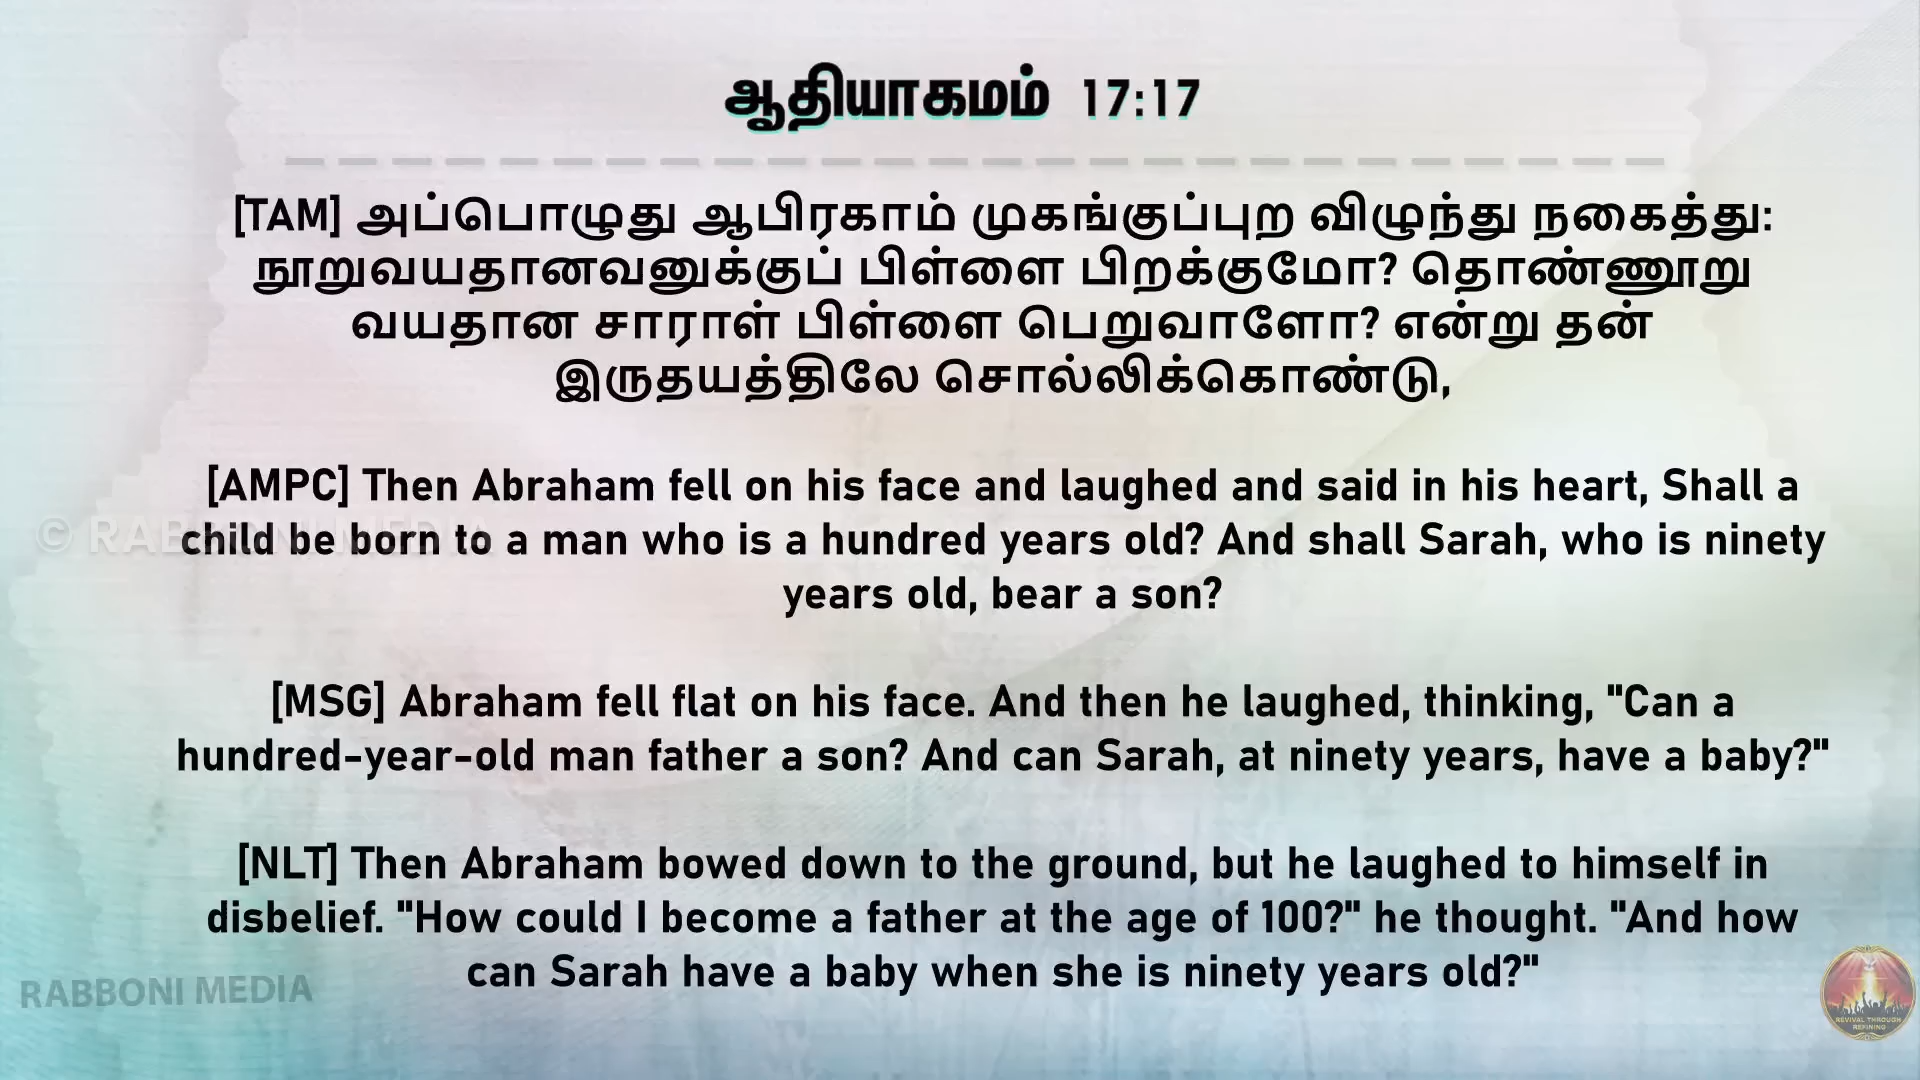 ஆதியாகமம் 17:17
[TAM] அப்பொழுது ஆபிரகாம் முகங்குப்புற விழுந்து நகைத்து:
நூறுவயதானவனுக்குப் பிள்ளை பிறக்குமோ? தொண்ணூறு
வயதான சாராள் பிள்ளை பெறுவாளோ? என்று தன்
இருதயத்திலே சொல்லிக்கொண்டு,
[AMPC] Then Abraham fell on his face and laughed and said in his heart, Shall a
child be born to a man who is a hundred years old? And shall Sarah, who is ninety
years old, bear a son?
© RABBONI MEDIA
[MSG] Abraham fell flat on his face. And then he laughed, thinking, "Can a
hundred-year-old man father a son? And can Sarah, at ninety years, have a baby?"
[NLT] Then Abraham bowed down to the ground, but he laughed to himself in
disbelief. "How could I become a father at the age of 100?" he thought. "And how
can Sarah have a baby when she is ninety years old?"
RABBONI MEDIA
REVIVAL THROUGH
REFINING